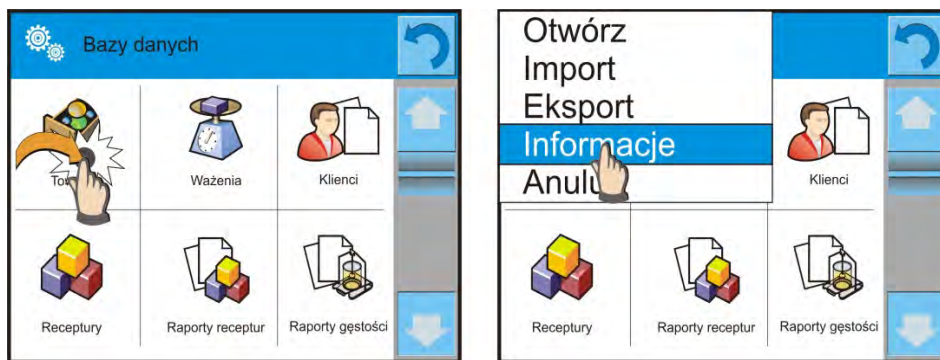 Bazy danych
Ważenia
Klienci
Receptury
Raporty receptur
Raporty gęstości
Otwórz
Import
Eksport
Informacje
Klienci
Receptury
Raporty receptur
Raporty gęstości